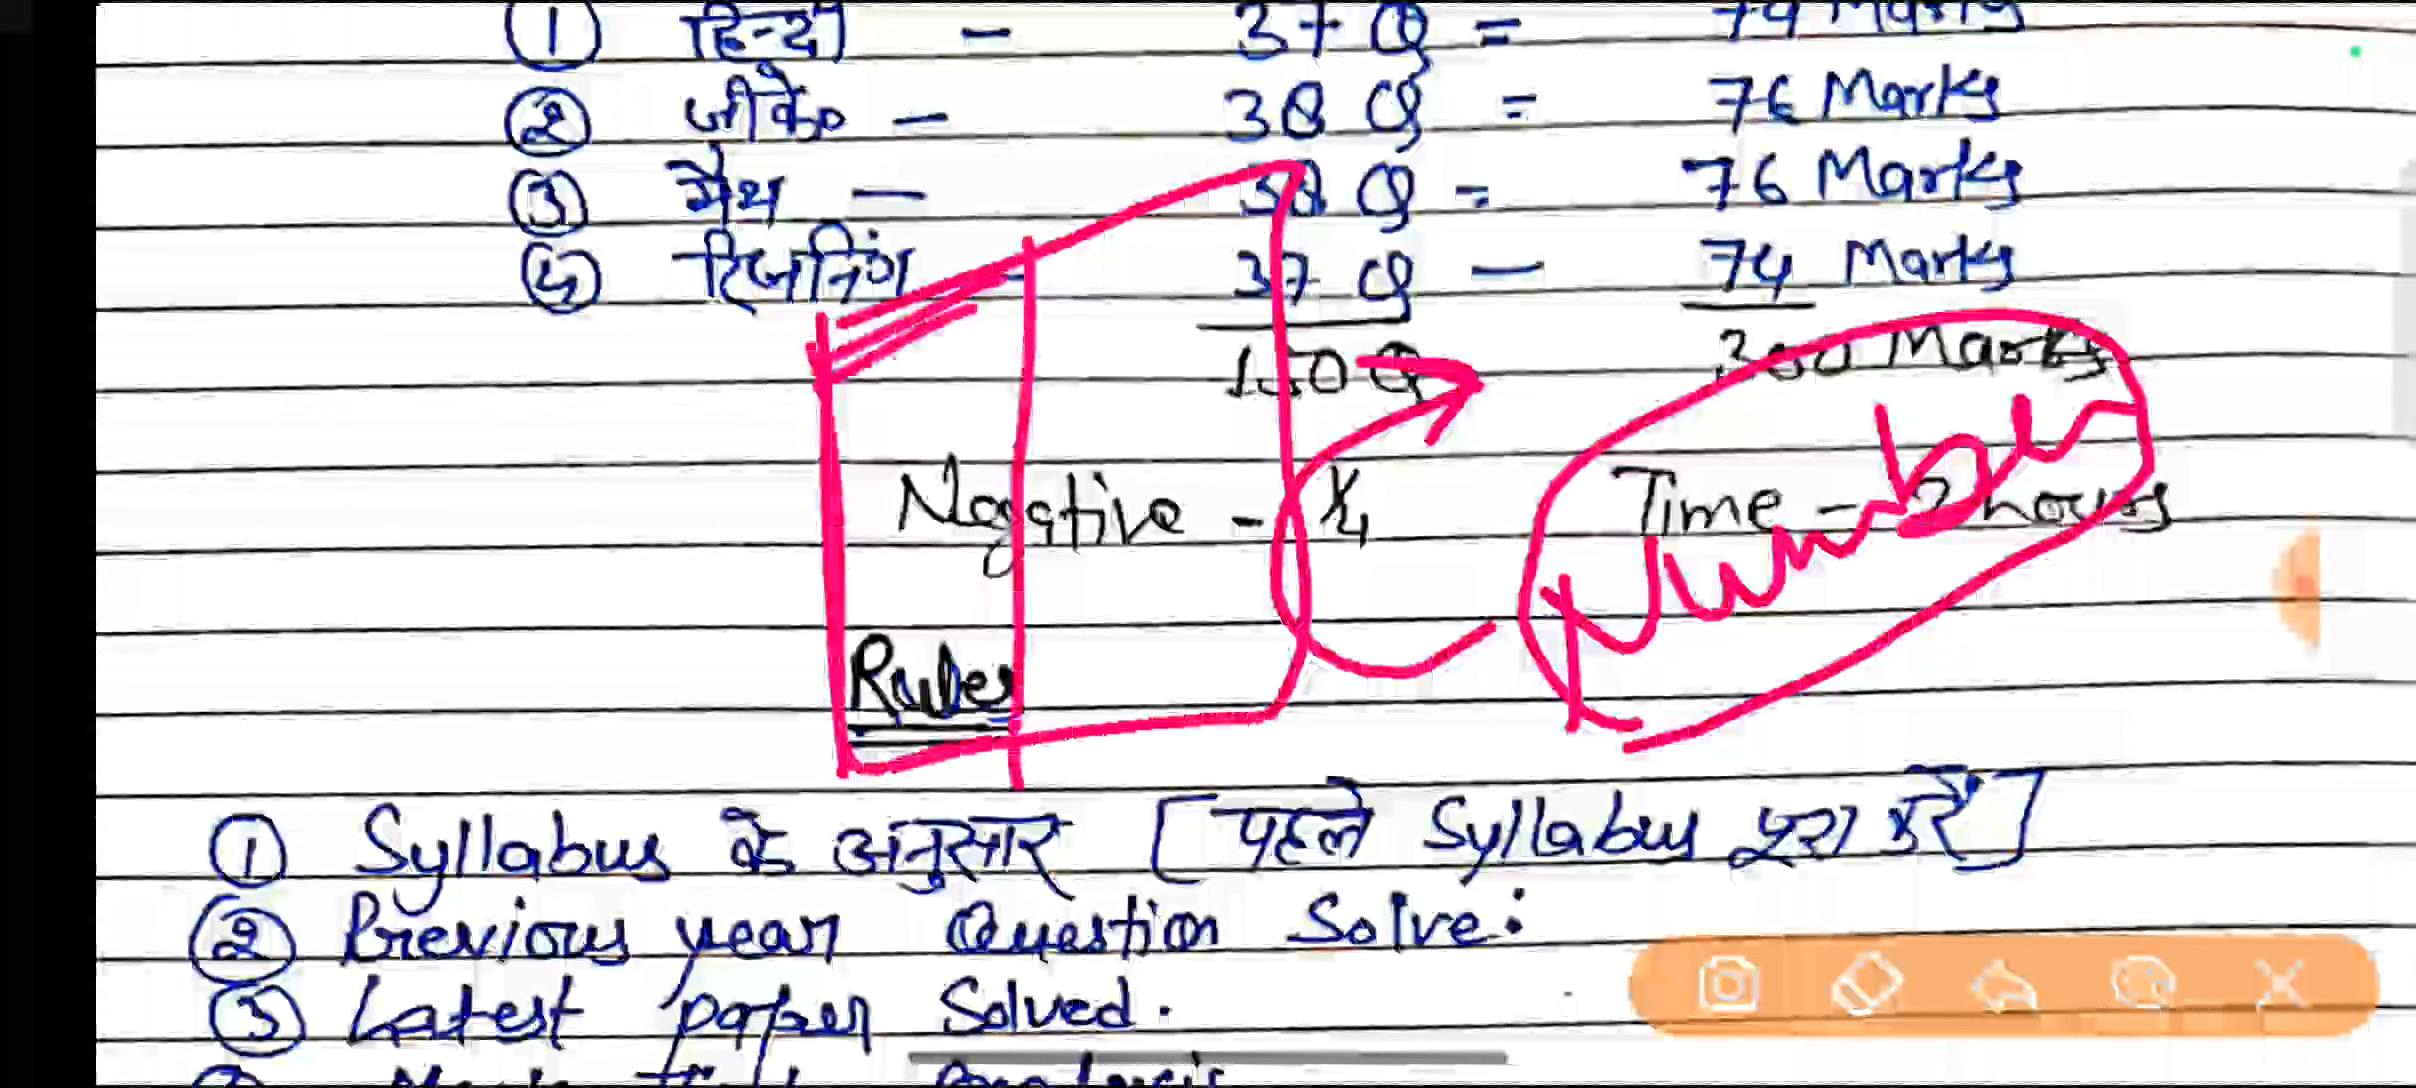 ① हिन्दी - 37 Q = 74 Marks
② जीके - 38 Q = 76 Marks
③ मैथ - 38 Q = 76 Marks
④ रिजनिंग - 37 Q - 74 Marks
150 Q 300 Marks
Negative - 1/4 Time - 2 hours
Number
Rules
① Syllabus के अनुसार [पहले Syllabus पूरा करें]
② Previous year Question Solve:
③ Latest paper Solved.